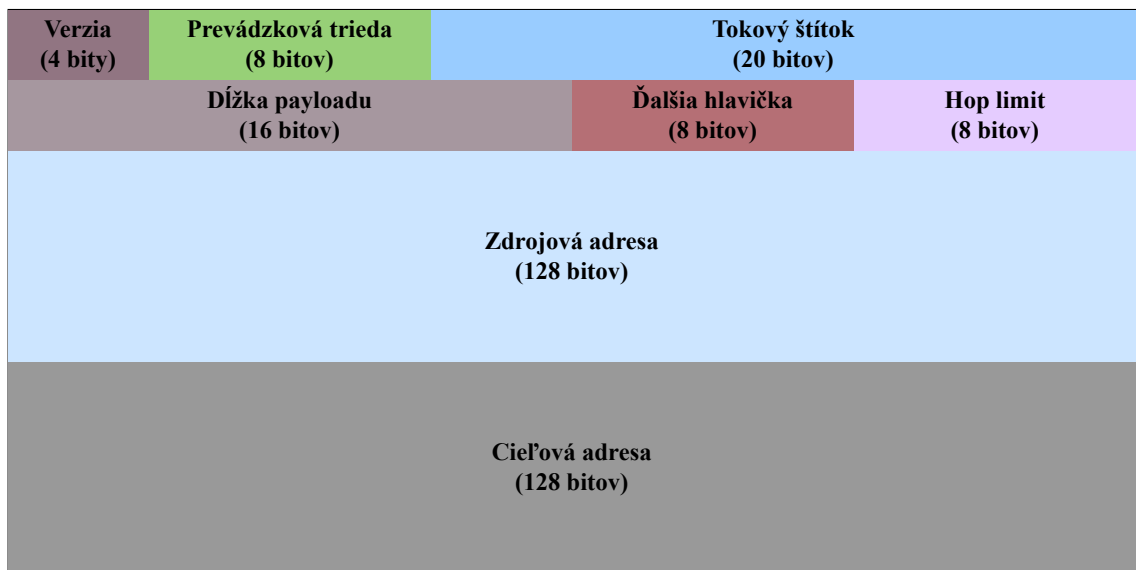 Verzia
(4 bity)
Prevádzková trieda
(8 bitov)
Tokový štítok
(20 bitov)
Dĺžka payloadu
(16 bitov)
Ďalšia hlavička
(8 bitov)
Hop limit
(8 bitov)
Zdrojová adresa
(128 bitov)
Cieľová adresa
(128 bitov)